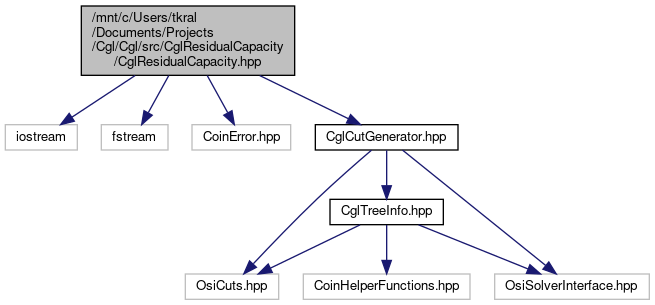 /mnt/c/Users/tkral
/Documents/Projects
/Cgl/Cgl/src/CglResidualCapacity
/CglResidualCapacity.hpp
iostream
fstream
CoinError.hpp
CglCutGenerator.hpp
CglTreeInfo.hpp
OsiCuts.hpp
CoinHelperFunctions.hpp
OsiSolverInterface.hpp